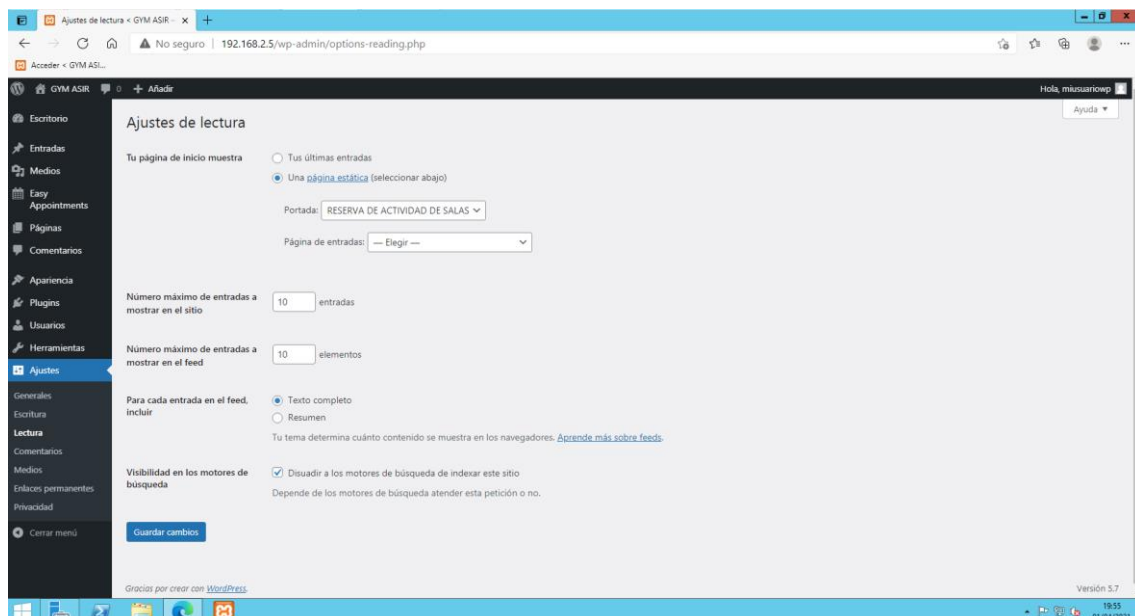 Ajustes de lectura < GYM ASIR –
No seguro | 192.168.2.5/wp-admin/options-reading.php
Acceder < GYM ASI...
GYM ASIR 0 Añadir
Hola, miusuariowp
Ayuda
Escritorio
Entradas
Medios
Easy
Appointments
Páginas
Comentarios
Apariencia
Plugins
Usuarios
Herramientas
Ajustes
Generales
Escritura
Lectura
Comentarios
Medios
Enlaces permanentes
Privacidad
Cerrar menú
Ajustes de lectura
Tu página de inicio muestra
Tus últimas entradas
Una página estática (seleccionar abajo)
Portada: RESERVA DE ACTIVIDAD DE SALAS
Página de entradas: — Elegir —
Número máximo de entradas a
mostrar en el sitio
10 entradas
Número máximo de entradas a
mostrar en el feed
10 elementos
Para cada entrada en el feed,
incluir
Texto completo
Resumen
Tu tema determina cuánto contenido se muestra en los navegadores. Aprende más sobre feeds.
Visibilidad en los motores de
búsqueda
Disuadir a los motores de búsqueda de indexar este sitio
Depende de los motores de búsqueda atender esta petición o no.
Guardar cambios
Gracias por crear con WordPress.
Versión 5.7
19:55